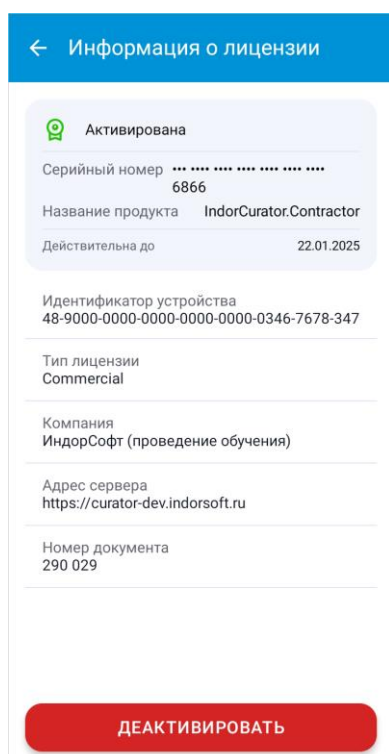 Информация о лицензии
Активирована
Серийный номер ••• •••• •••• •••• •••• •••• ••••
6866
Название продукта IndorCurator.Contractor
Действительна до 22.01.2025
Идентификатор устройства
48-9000-0000-0000-0000-0000-0346-7678-347
Тип лицензии
Commercial
Компания
ИндорСофт (проведение обучения)
Адрес сервера
https://curator-dev.indorsoft.ru
Номер документа
290 029
ДЕАКТИВИРОВАТЬ